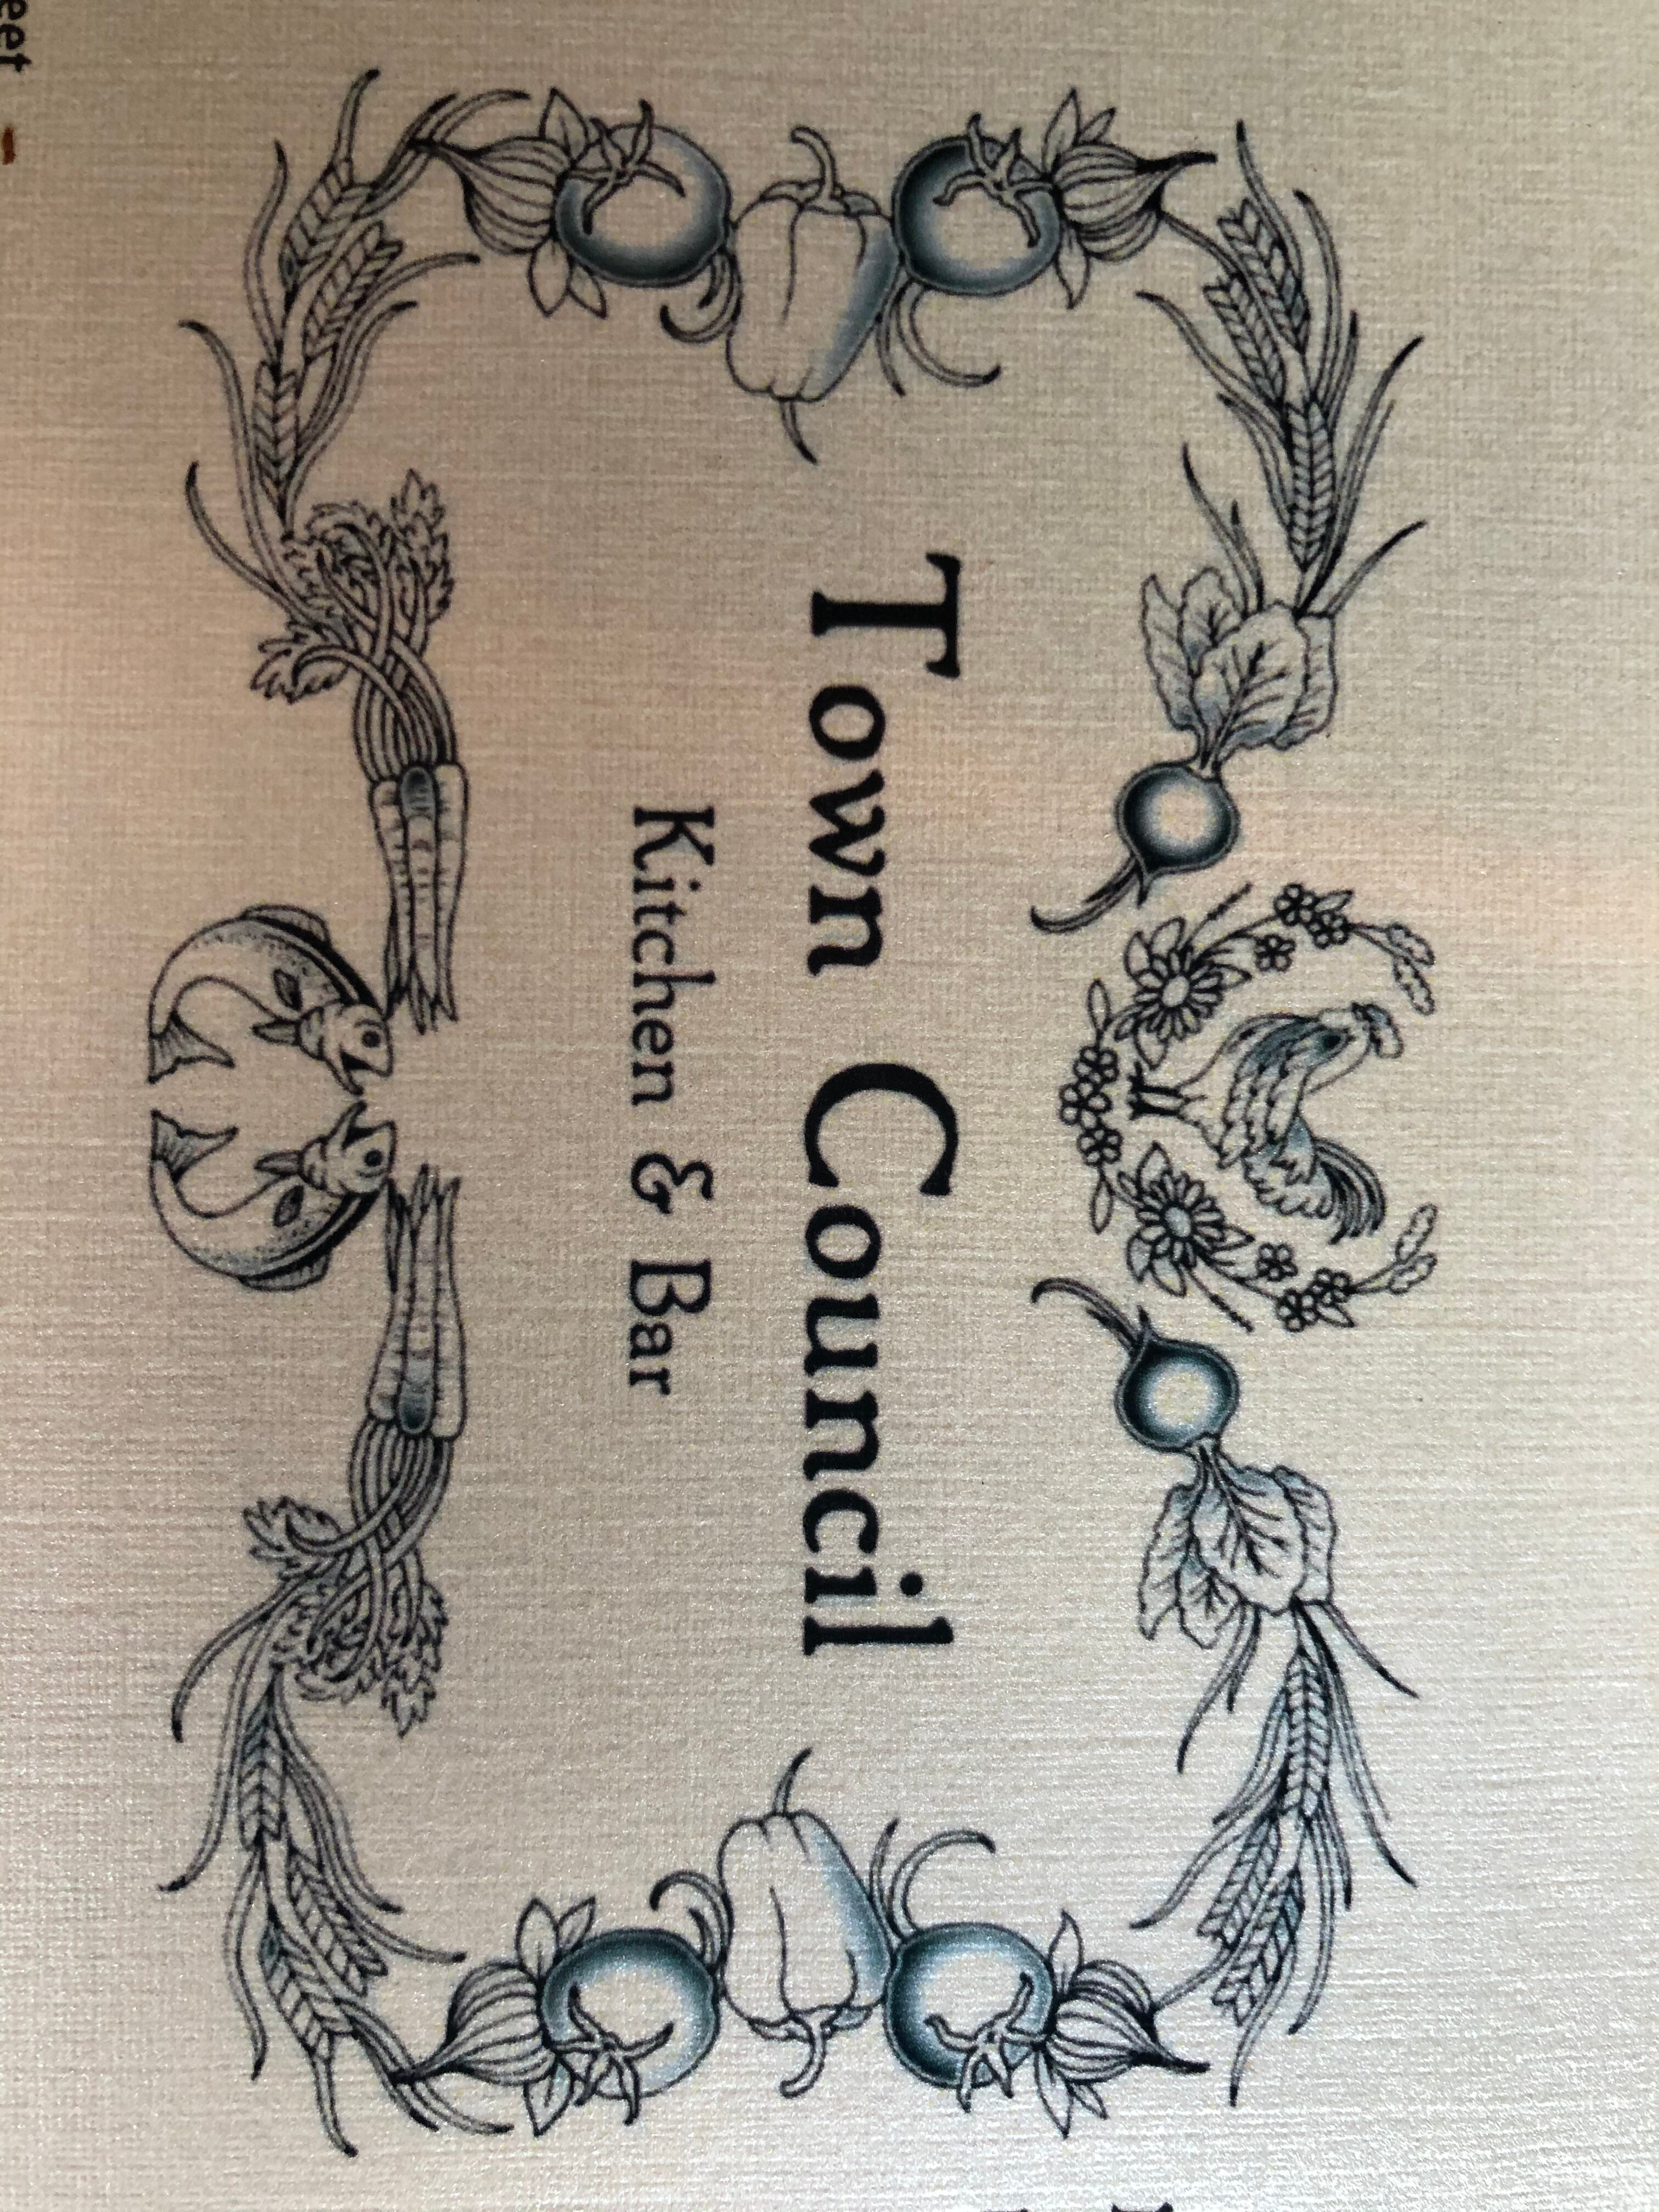 Town Council
Kitchen & Bar